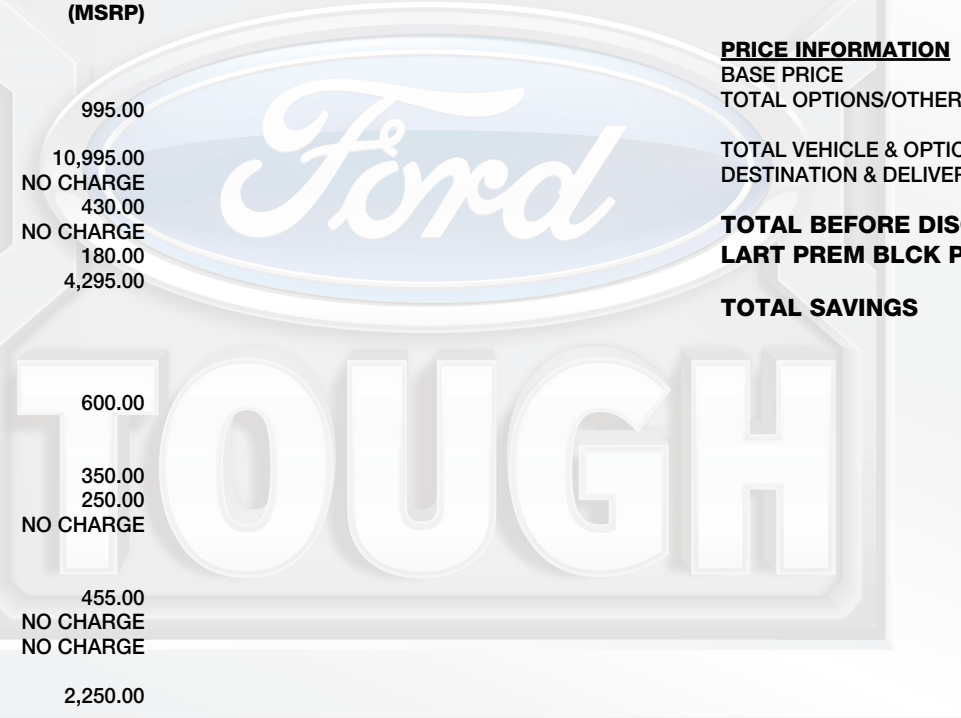 (MSRP)
995.00
10,995.00
NO CHARGE
430.00
NO CHARGE
180.00
4,295.00
600.00
350.00
250.00
NO CHARGE
455.00
NO CHARGE
NO CHARGE
2,250.00
PRICE INFORMATION
BASE PRICE
TOTAL OPTIONS/OTHER
TOTAL VEHICLE & OPTIO
DESTINATION & DELIVER
TOTAL BEFORE DIS
LART PREM BLCK P
TOTAL SAVINGS
Ford
TOUGH